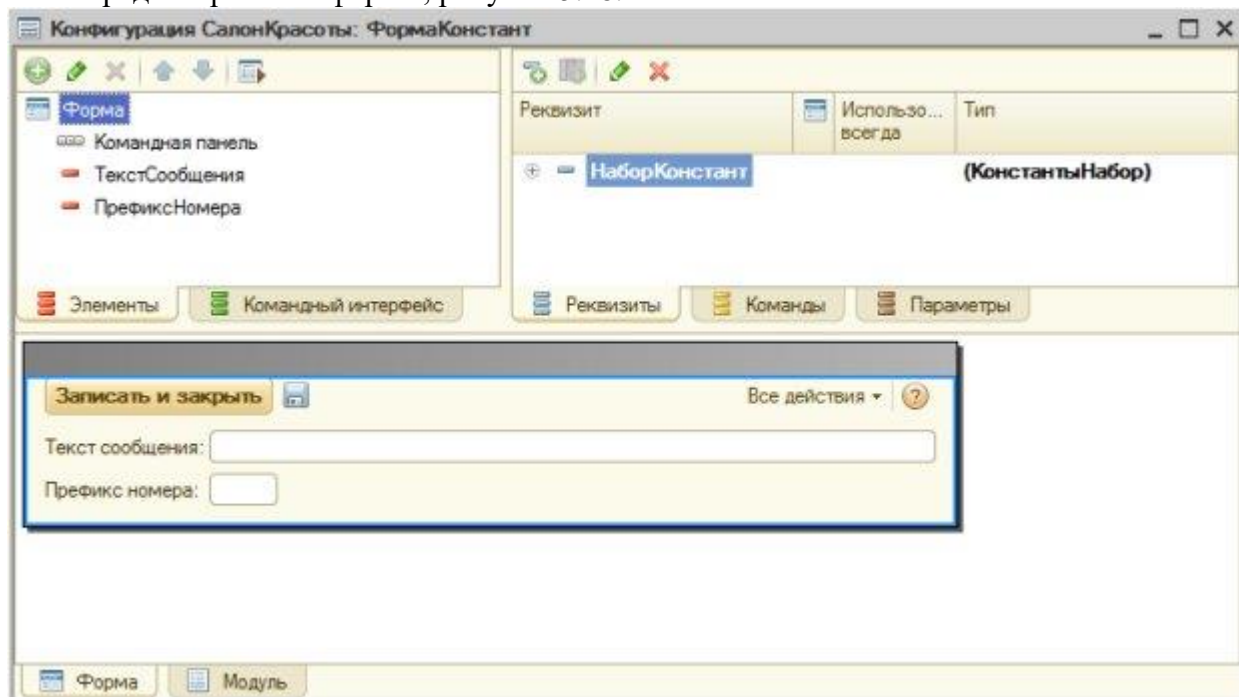 Конфигурация СалонКрасоты: ФормаКонстант
Форма
Командная панель
ТекстСообщения
ПрефиксНомера
Элементы
Командный интерфейс
Реквизит
Использо...
всегда
Тип
НаборКонстант
(КонстантыНабор)
Реквизиты
Команды
Параметры
Записать и закрыть
Все действия
Текст сообщения:
Префикс номера:
Форма
Модуль